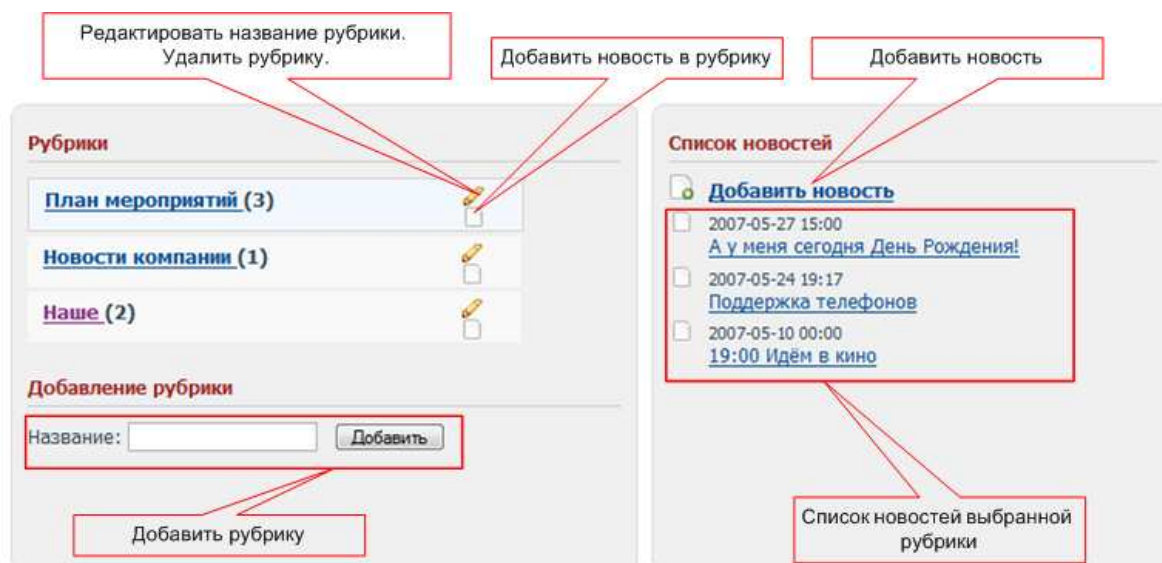 Редактировать название рубрики.
Удалить рубрику.
Добавить новость в рубрику
Добавить новость
Рубрики
План мероприятий (3)
Новости компании (1)
Наше (2)
Добавление рубрики
Название:
Добавить
Добавить рубрику
Список новостей
Добавить новость
2007-05-27 15:00
А у меня сегодня День Рождения!
2007-05-24 19:17
Поддержка телефонов
2007-05-10 00:00
19:00 Идём в кино
Список новостей выбранной
рубрики